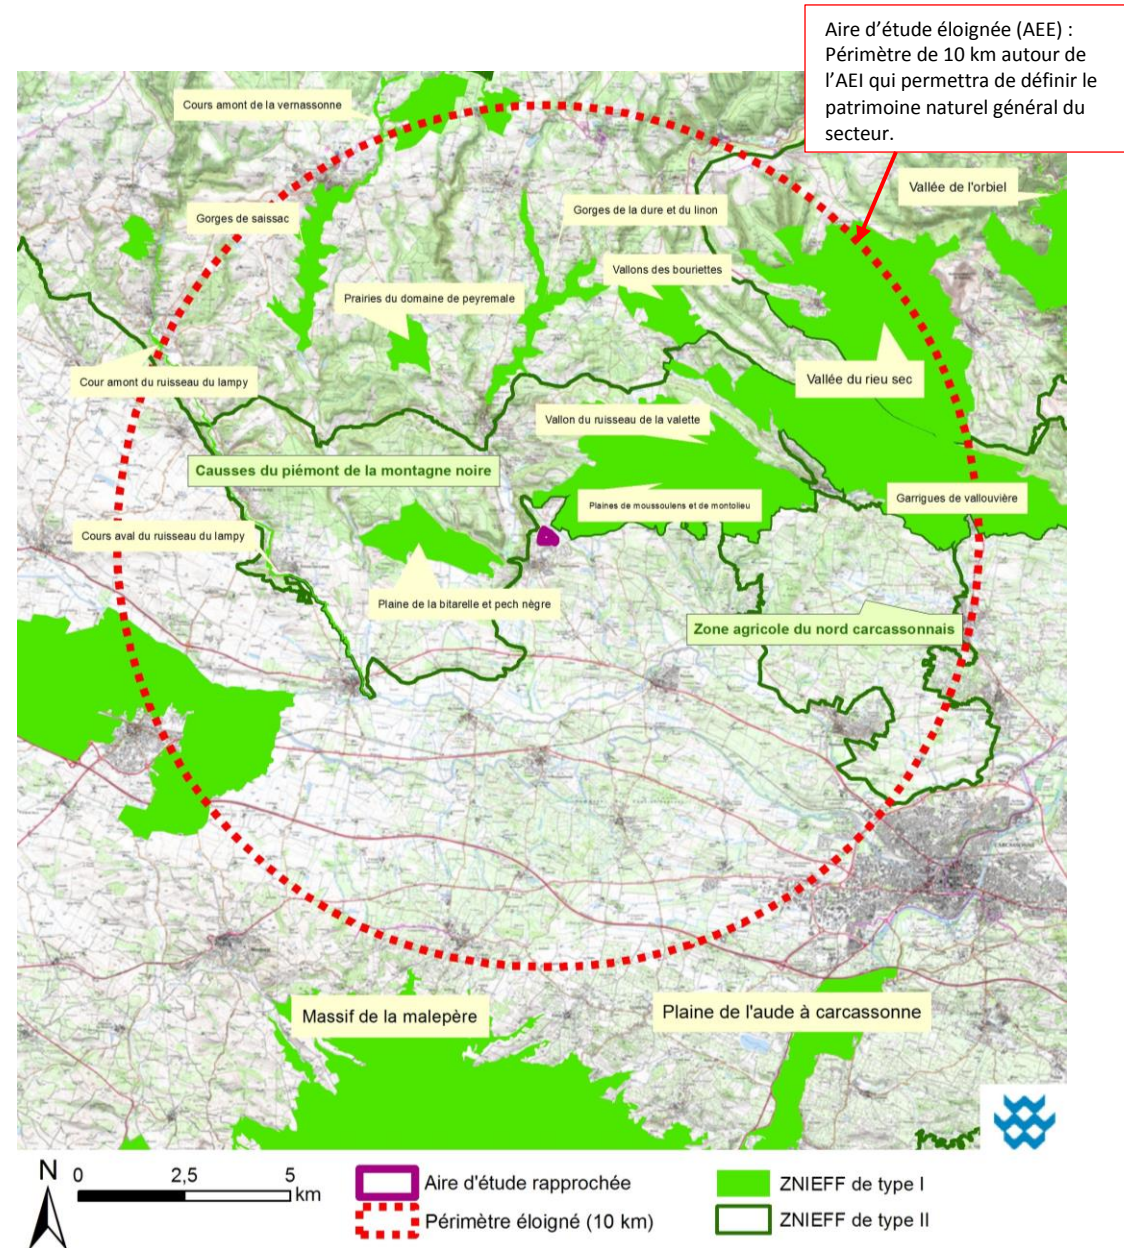 Aire d'étude éloignée (AEE) :
Périmètre de 10 km autour de
l'AEI qui permettra de définir le
patrimoine naturel général du
secteur.
Cours amont de la vernassonne
Vallée de l'orbiel
Gorges de saissac
Gorges de la dure et du linon
Vallons des bouriettes
Prairies du domaine de peyremale
Cour amont du ruisseau du lampy
Vallée du rieu sec
Vallon du ruisseau de la valette
Causses du piémont de la montagne noire
Plaines de moussoulens et de montolieu
Garrigues de vallouvière
Cours aval du ruisseau du lampy
Plaine de la bitarelle et pech nègre
Zone agricole du nord carcassonnais
Massif de la malepère
Plaine de l'aude à carcassonne
N
0 2,5 5
km
Aire d'étude rapprochée
Périmètre éloigné (10 km)
ZNIEFF de type I
ZNIEFF de type II